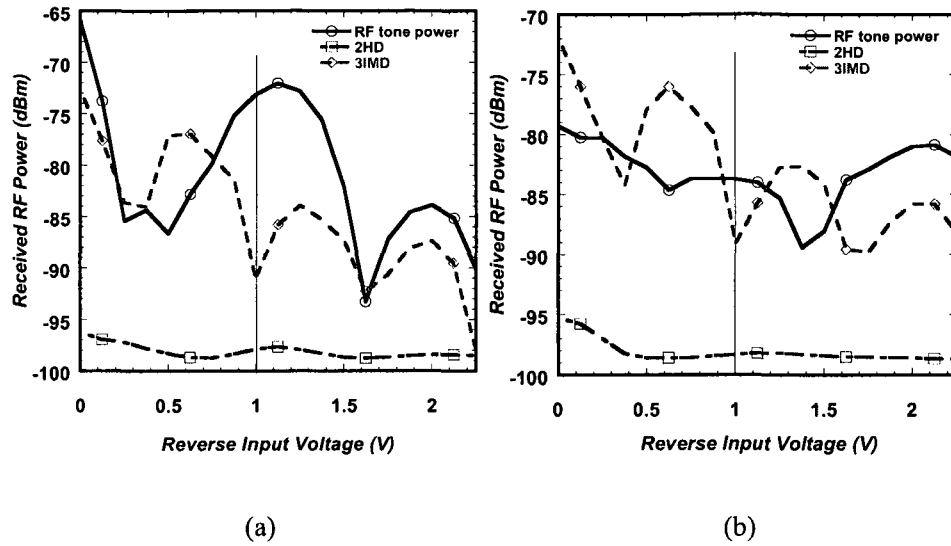 -65
-70
-75
-80
-85
-90
-95
-100
Received RF Power (dBm)
RF tone power
2HD
3IMD
0 0.5 1 1.5 2
Reverse Input Voltage (V)
(a)
-70
-75
-80
-85
-90
-95
-100
Received RF Power (dBm)
RF tone power
2HD
3IMD
0 0.5 1 1.5 2
Reverse Input Voltage (V)
(b)